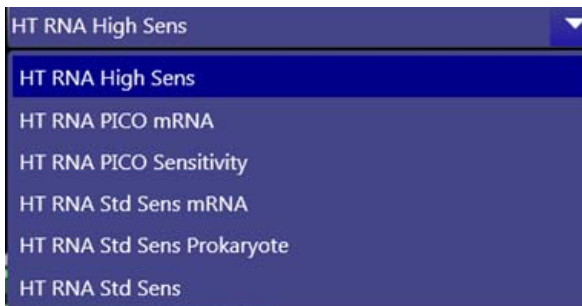 HT RNA High Sens
HT RNA High Sens
HT RNA PICO mRNA
HT RNA PICO Sensitivity
HT RNA Std Sens mRNA
HT RNA Std Sens Prokaryote
HT RNA Std Sens